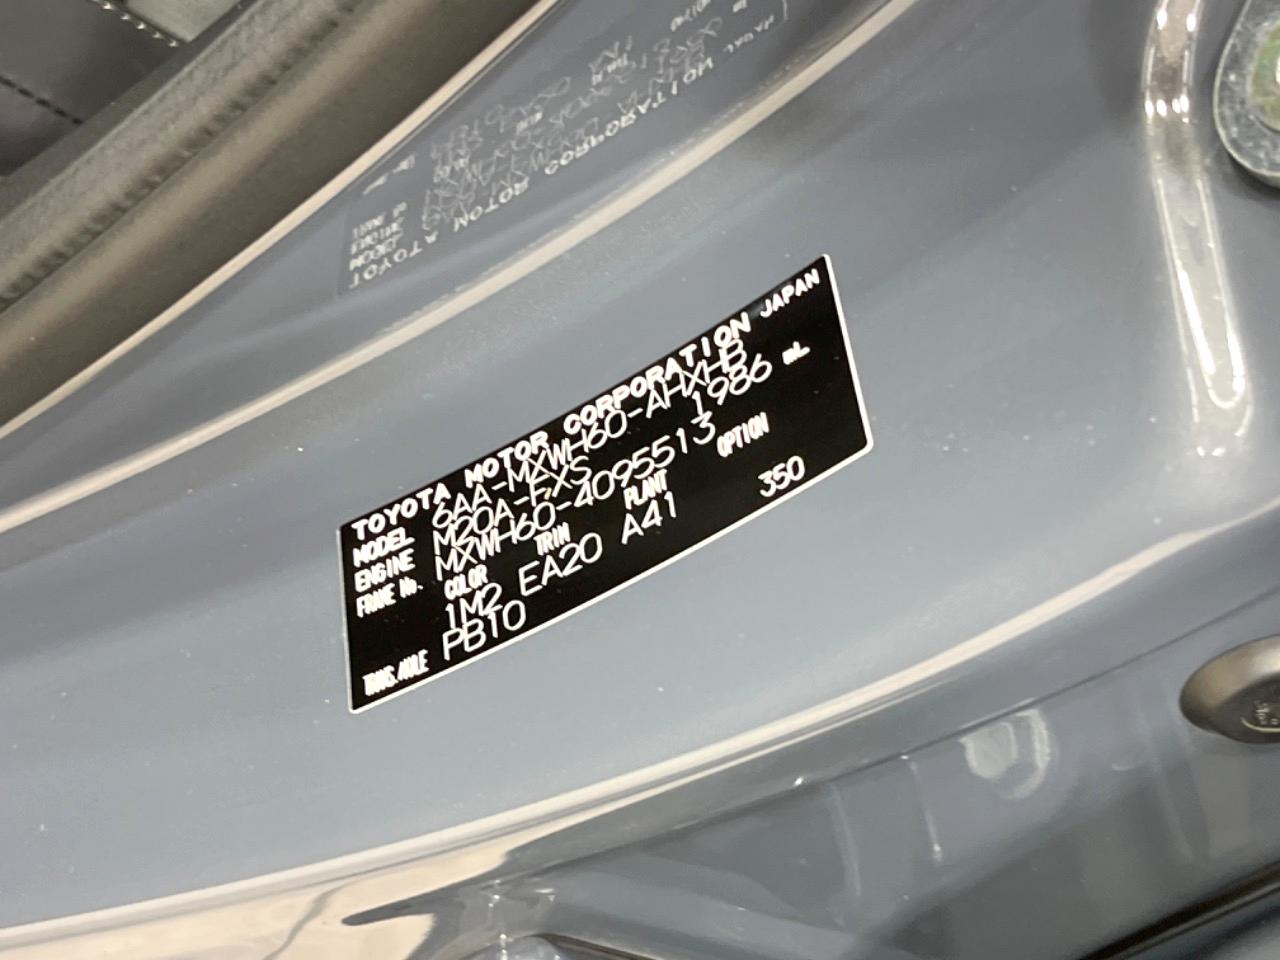 TOYOTA MOTOR CORPORATION JAPAN
MODEL 6AA-MXWH60-AHXHB
ENGINE M20A-FXS 1986 mL
FRAME No. MXWH60-4095513
COLOR TRIM PLANT OPTION
1M2 EA20 A41 350
TRANS./AXLE PB10